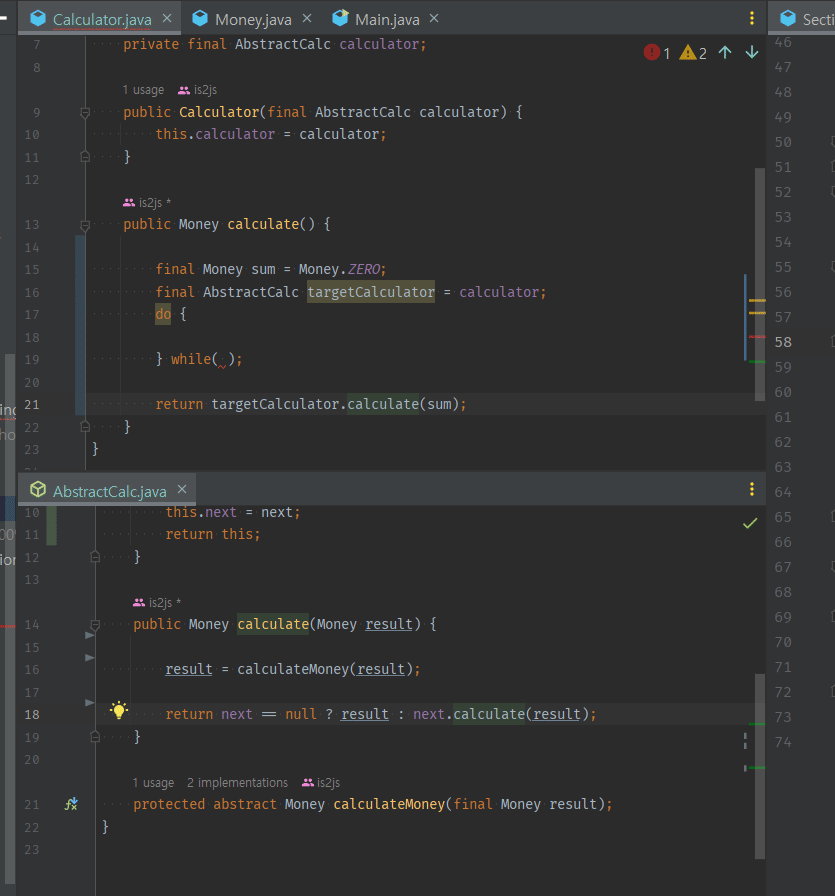 Calculator.java × Money.java × Main.java × Secti
1 2
7 private final AbstractCalc calculator;
8
1 usage is2js
9 public Calculator(final AbstractCalc calculator) {
10 this.calculator = calculator;
11 }
12
is2js *
13 public Money calculate() {
14
15 final Money sum = Money.ZERO;
16 final AbstractCalc targetCalculator = calculator;
17 do {
18
19 } while( );
20
21 return targetCalculator.calculate(sum);
22 }
23 }
AbstractCalc.java ×
10 this.next = next;
11 return this;
12 }
13
is2js *
14 public Money calculate(Money result) {
15
16 result = calculateMoney(result);
17
18 return next == null ? result : next.calculate(result);
19 }
20
1 usage 2 implementations is2js
21 protected abstract Money calculateMoney(final Money result);
22 }
23
46
47
48
49
50
51
52
53
54
55
56
57
58
59
60
61
62
63
64
65
66
67
68
69
70
71
72
73
74